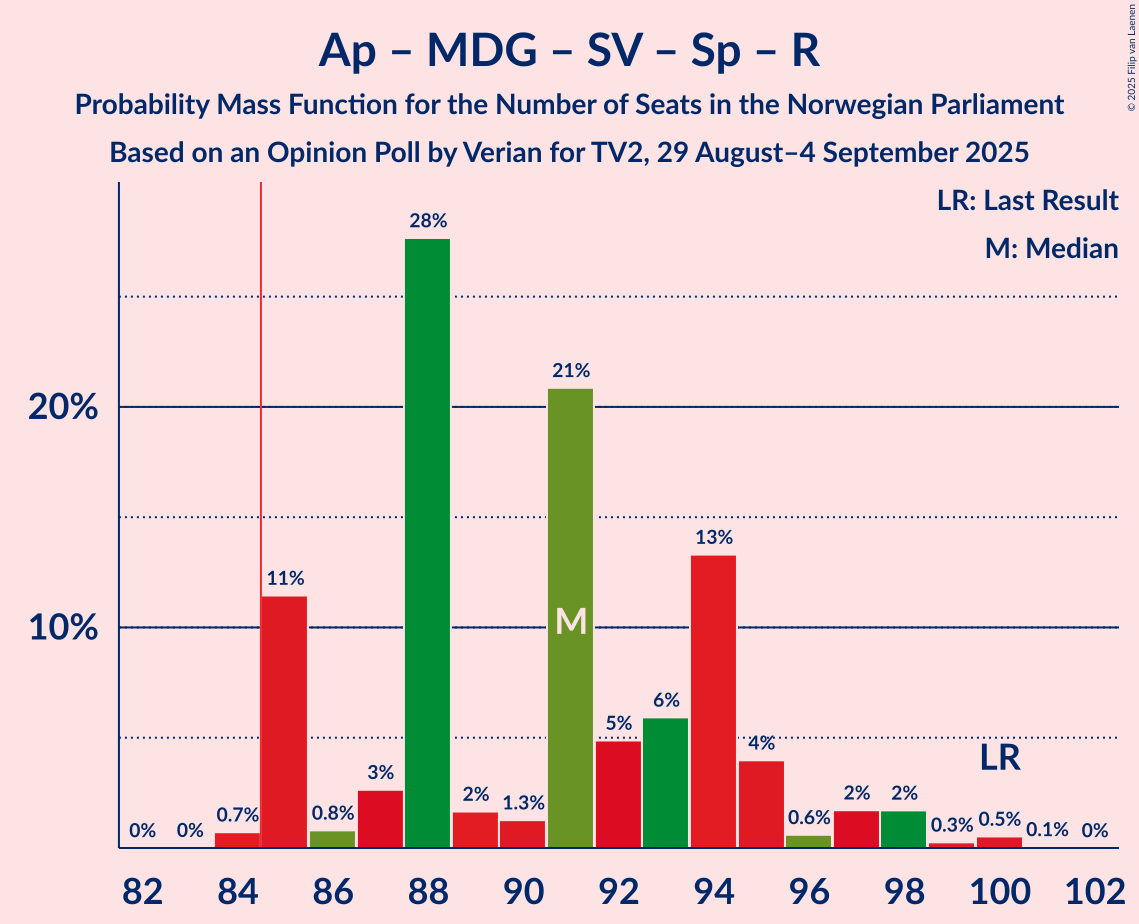 Ap – MDG – SV – Sp – R
Probability Mass Function for the Number of Seats in the Norwegian Parliament
Based on an Opinion Poll by Verian for TV2, 29 August–4 September 2025
© 2025 Filip van Laenen
LR: Last Result
M: Median
20%
10%
0%
0%
0.7%
11%
0.8%
3%
28%
2%
1.3%
21%
5%
6%
13%
4%
0.6%
2%
2%
0.3%
0.5%
0.1%
0%
M
LR
82 84 86 88 90 92 94 96 98 100 102